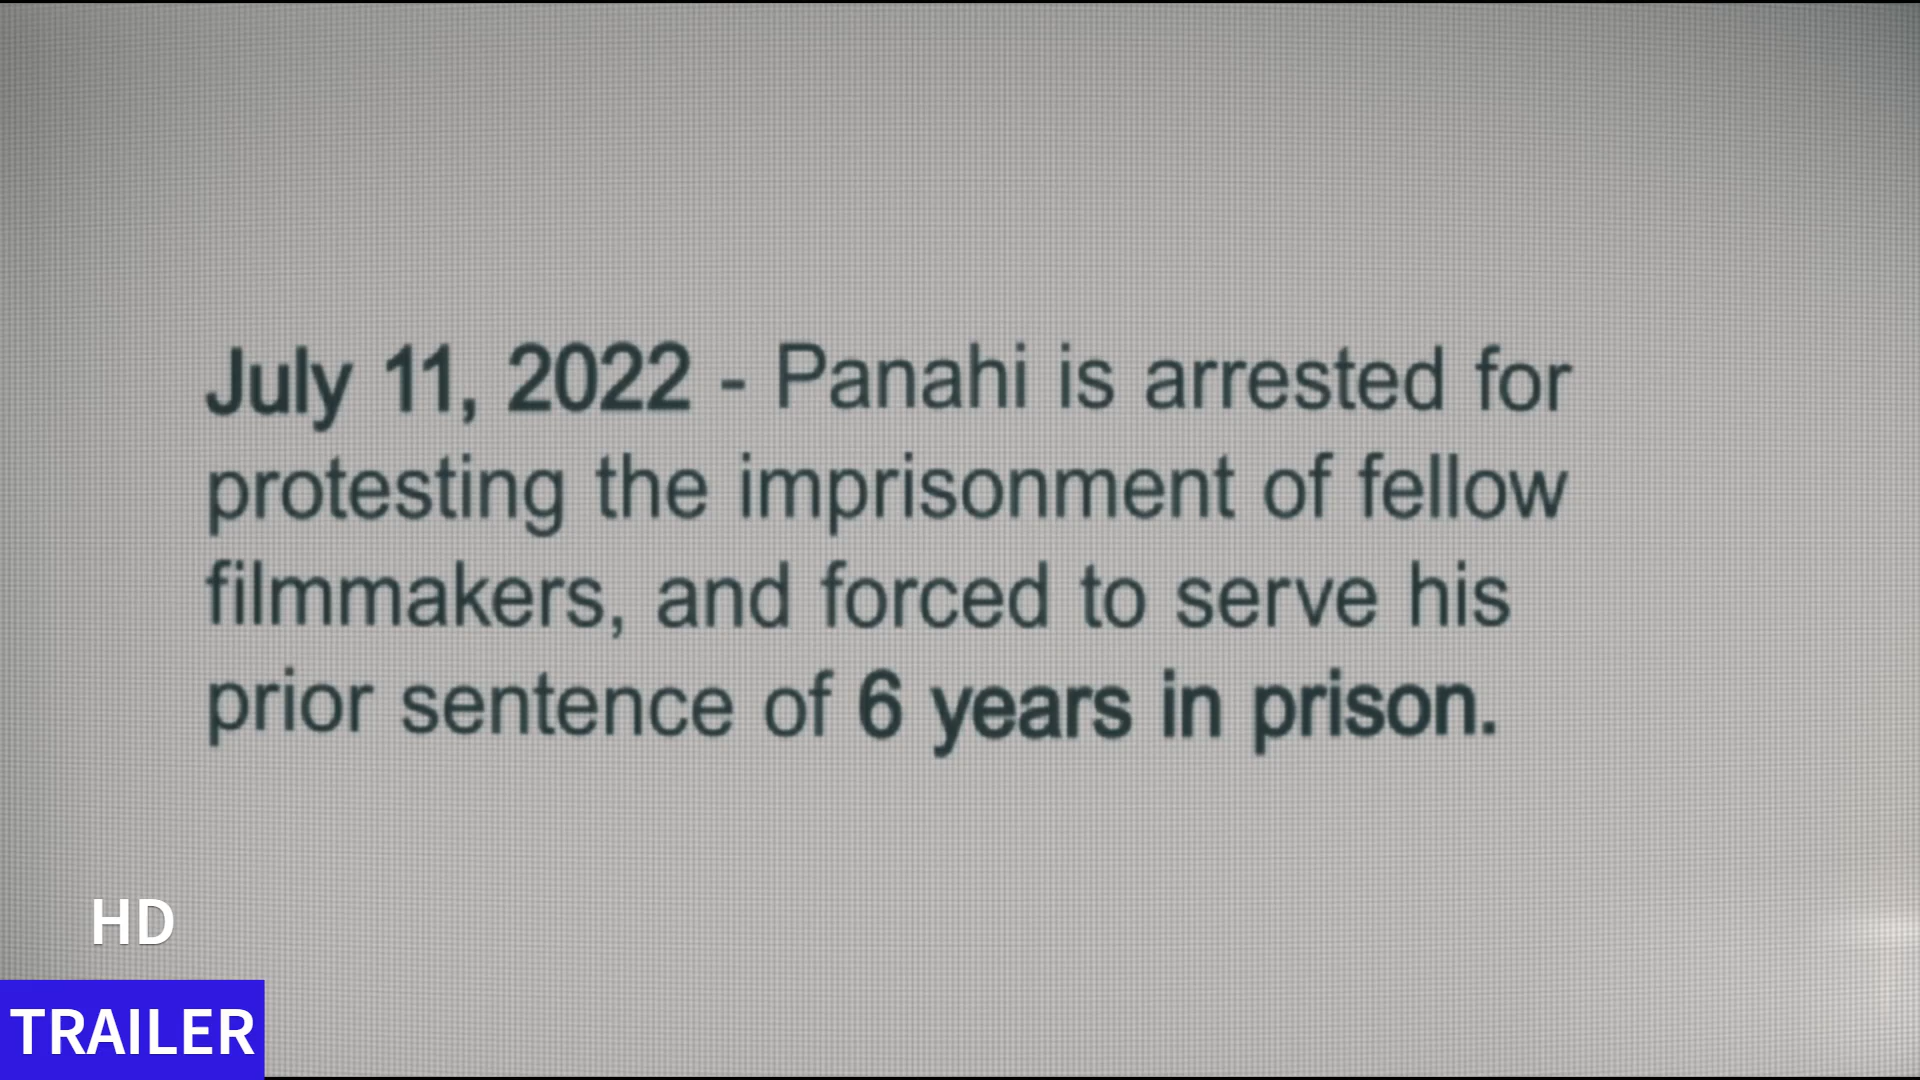 July 11, 2022 - Panahi is arrested for
protesting the imprisonment of fellow
filmmakers, and forced to serve his
prior sentence of 6 years in prison.
HD
TRAILER